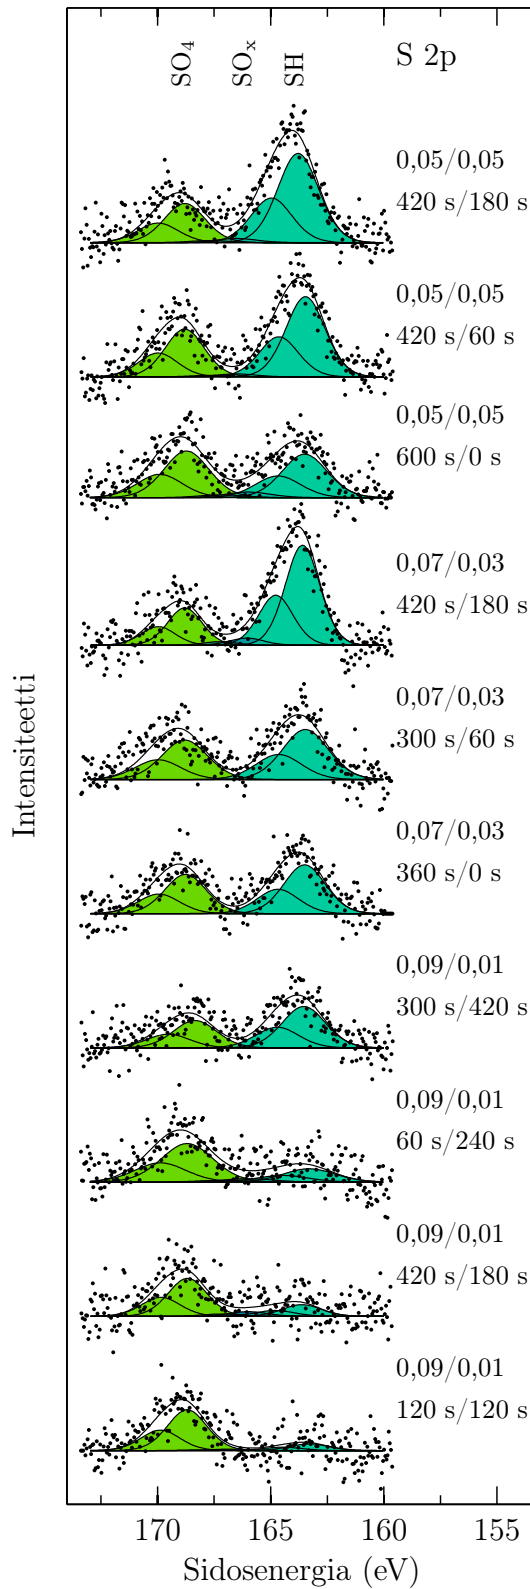 SO4
SOx
SH
S 2p
0,05/0,05
420 s/180 s
0,05/0,05
420 s/60 s
0,05/0,05
600 s/0 s
0,07/0,03
420 s/180 s
0,07/0,03
300 s/60 s
0,07/0,03
360 s/0 s
0,09/0,01
300 s/420 s
0,09/0,01
60 s/240 s
0,09/0,01
420 s/180 s
0,09/0,01
120 s/120 s
Intensiteetti
170 165 160 155
Sidosenergia (eV)